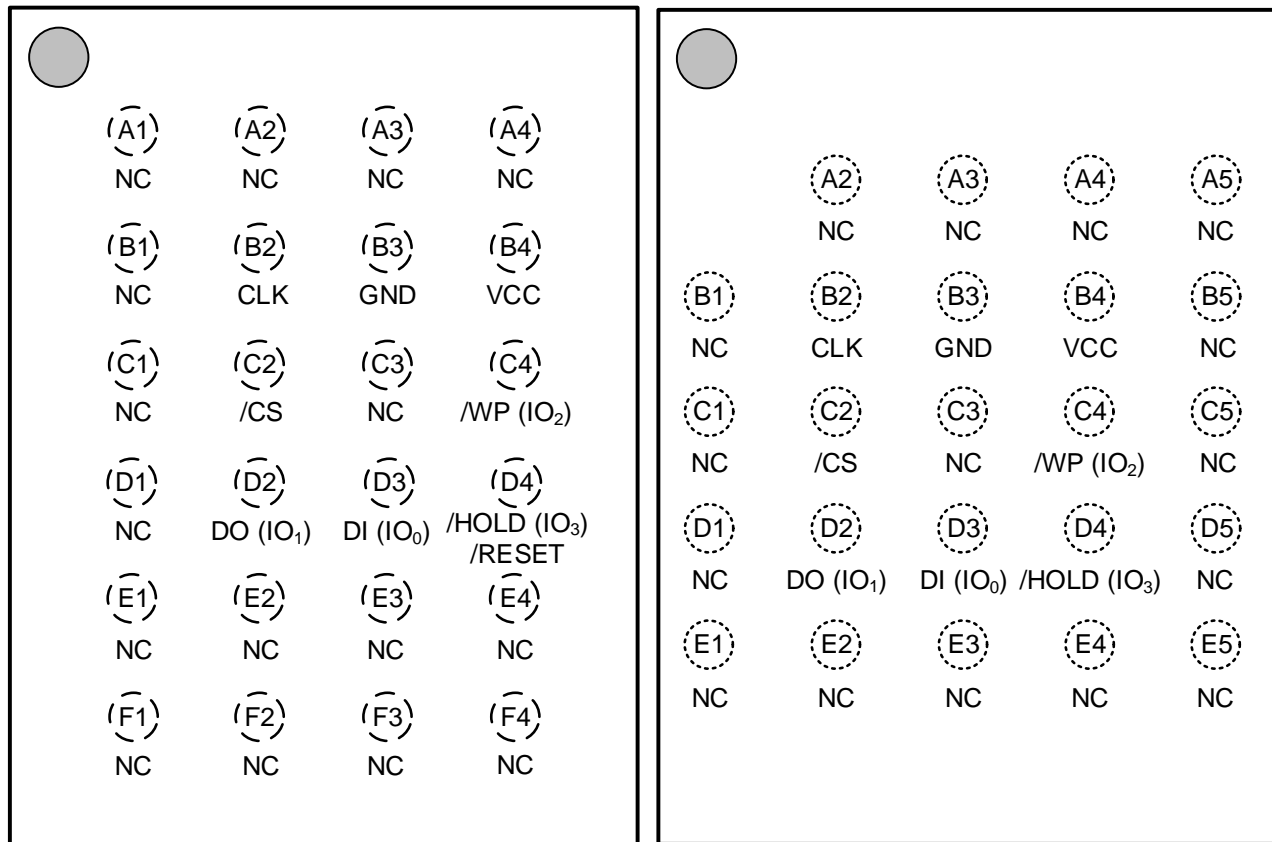 A1 A2 A3 A4
NC NC NC NC
B1 B2 B3 B4
NC CLK GND VCC
C1 C2 C3 C4
NC /CS NC /WP (IO₂)
D1 D2 D3 D4
NC DO (IO₁) DI (IO₀) /HOLD (IO₃)
/RESET
E1 E2 E3 E4
NC NC NC NC
F1 F2 F3 F4
NC NC NC NC
A2 A3 A4 A5
NC NC NC NC
B1 B2 B3 B4 B5
NC CLK GND VCC NC
C1 C2 C3 C4 C5
NC /CS NC /WP (IO₂) NC
D1 D2 D3 D4 D5
NC DO (IO₁) DI (IO₀) /HOLD (IO₃) NC
E1 E2 E3 E4 E5
NC NC NC NC NC